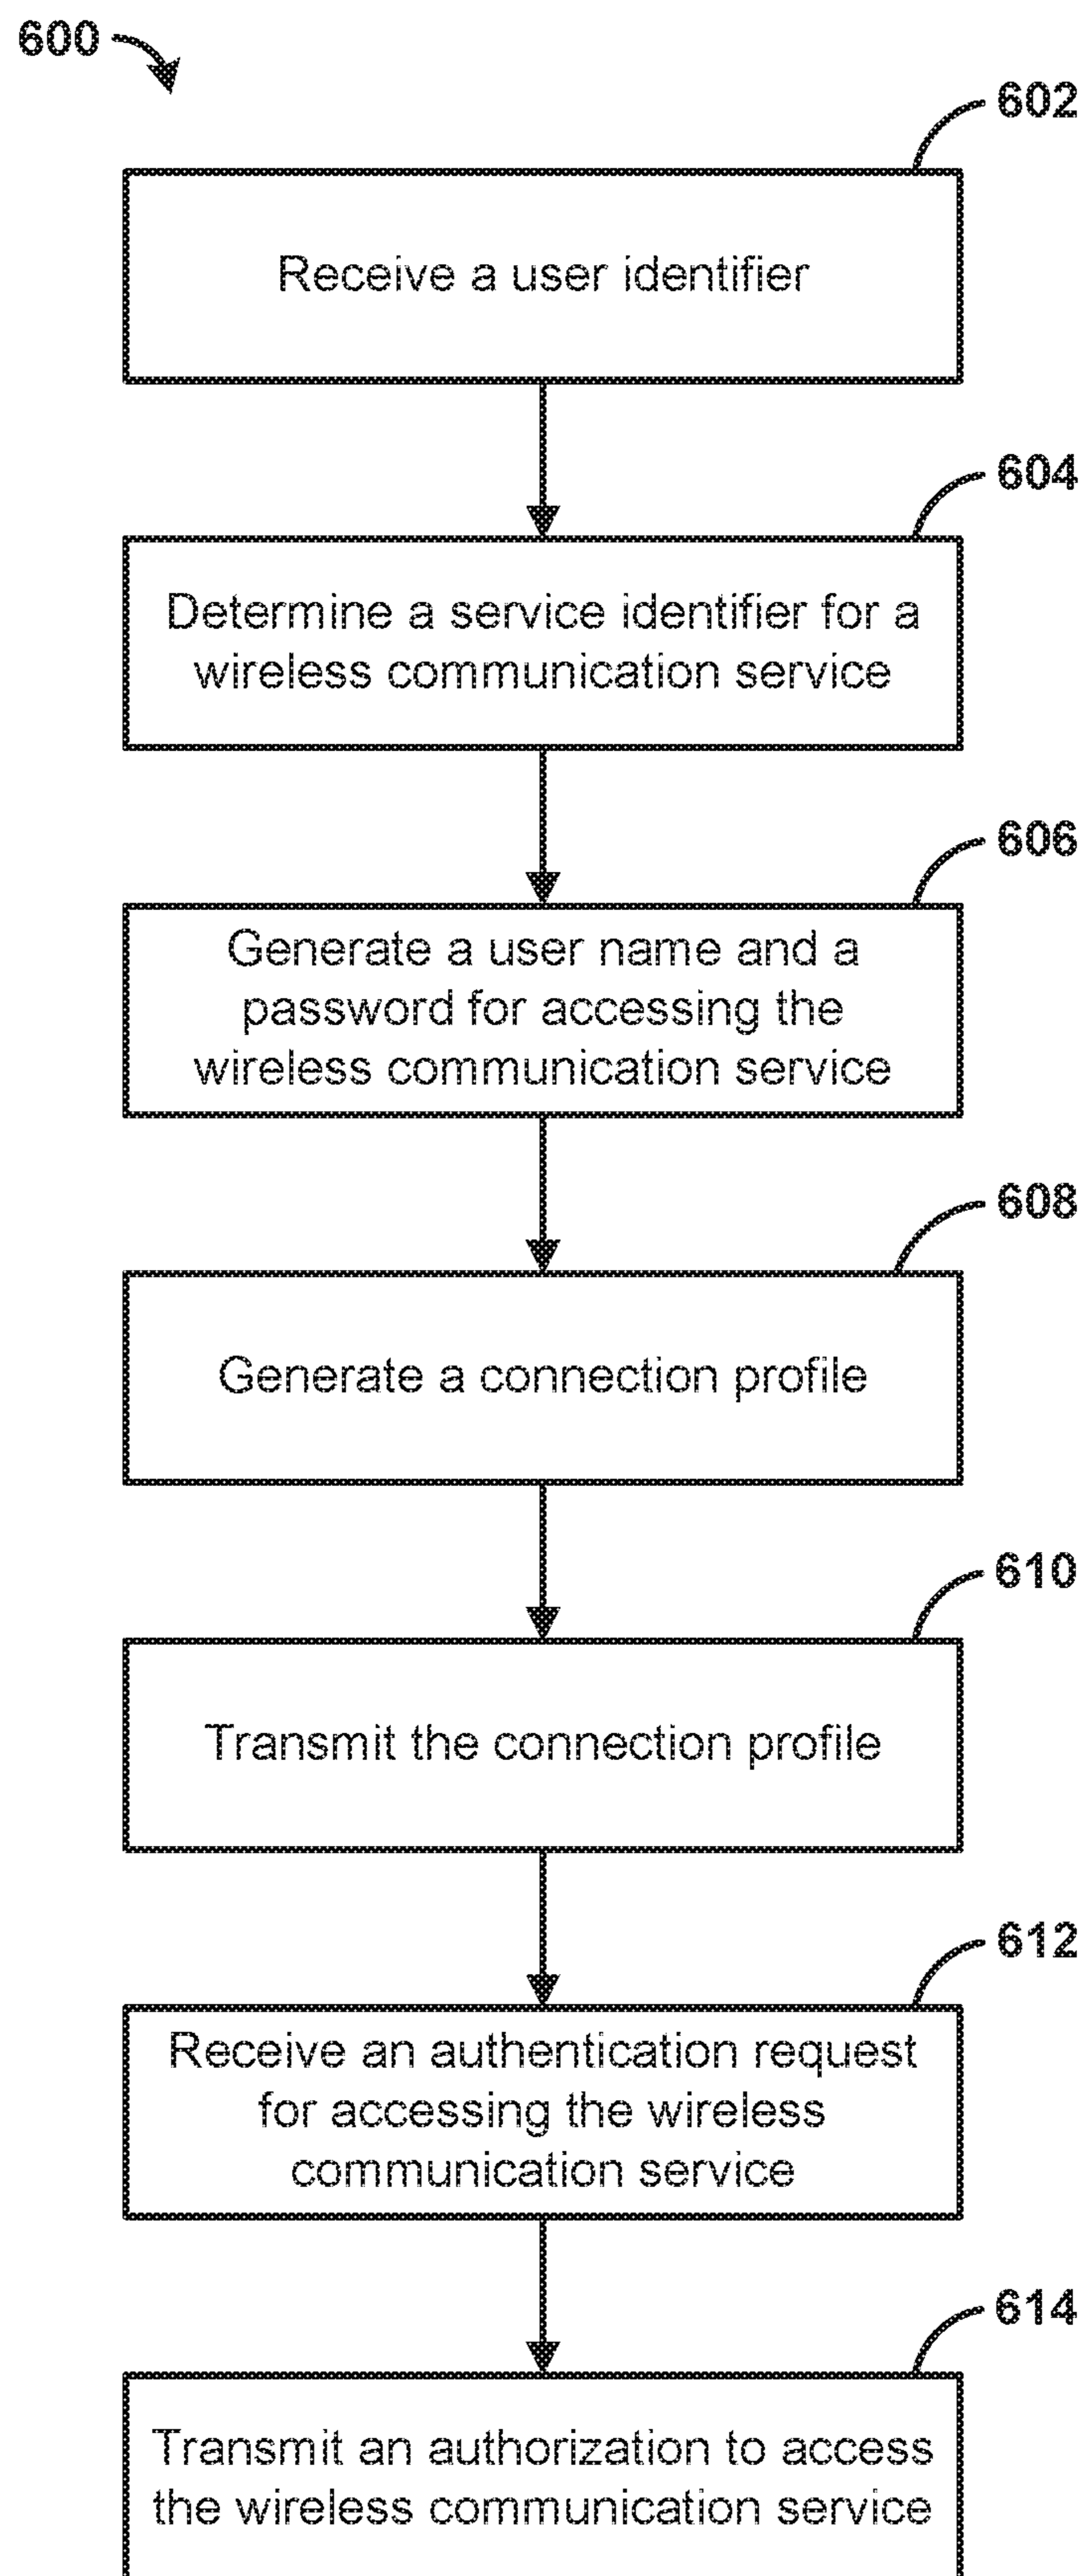 600
602
Receive a user identifier
604
Determine a service identifier for a
wireless communication service
606
Generate a user name and a
password for accessing the
wireless communication service
608
Generate a connection profile
610
Transmit the connection profile
612
Receive an authentication request
for accessing the wireless
communication service
614
Transmit an authorization to access
the wireless communication service